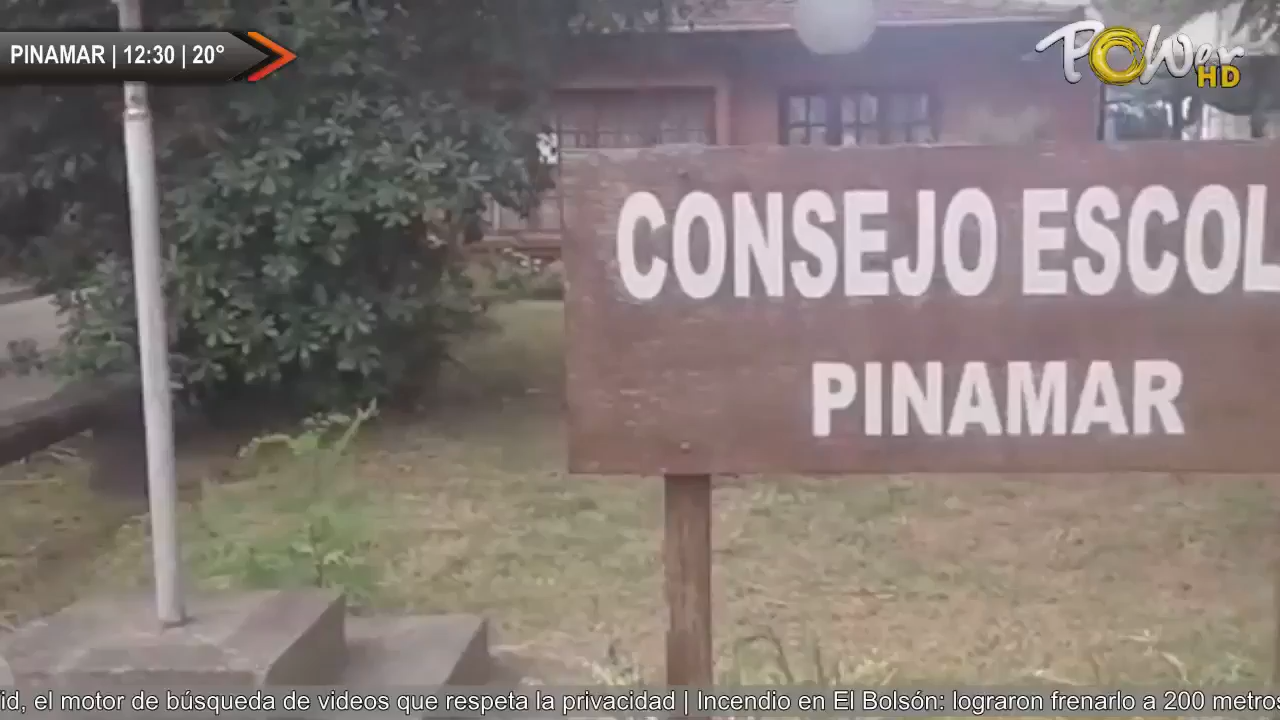 PINAMAR | 12:30 | 20°
Power
HD
CONSEJO ESCOL
PINAMAR
id, el motor de búsqueda de videos que respeta la privacidad | Incendio en El Bolsón: lograron frenarlo a 200 metros